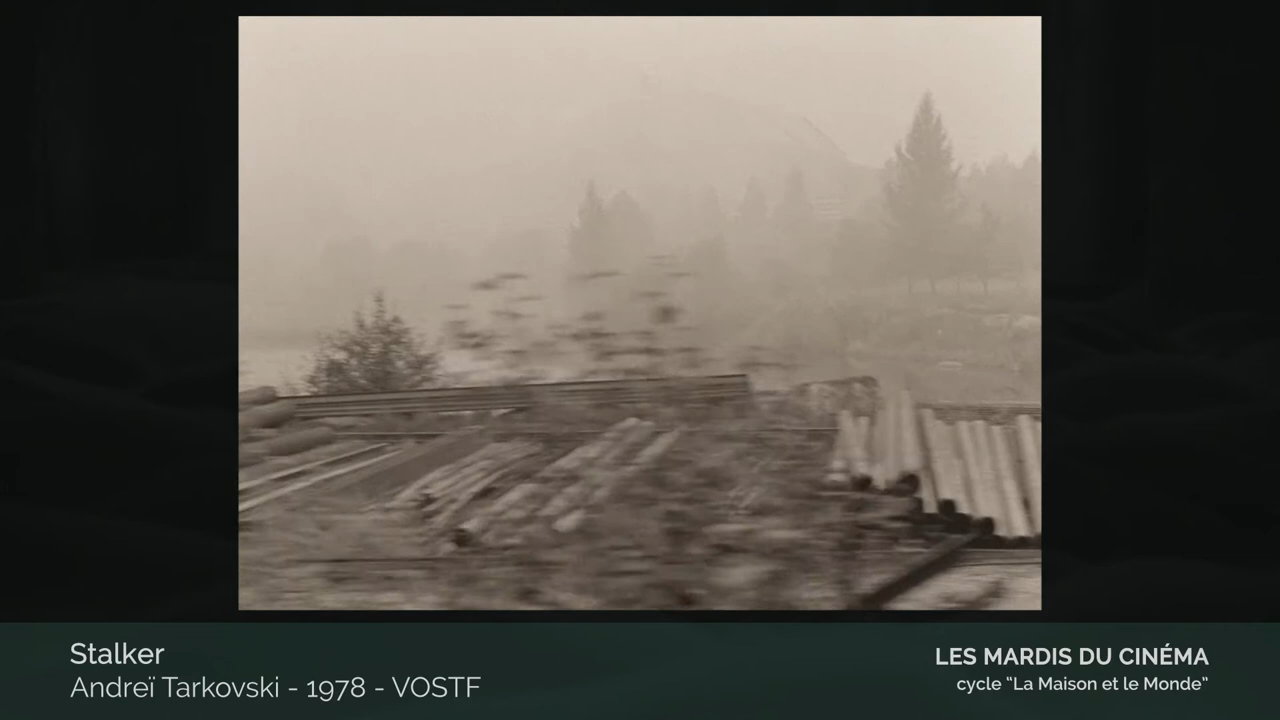 Stalker
Andreï Tarkovski - 1978 - VOSTF
LES MARDIS DU CINÉMA
cycle “La Maison et le Monde”